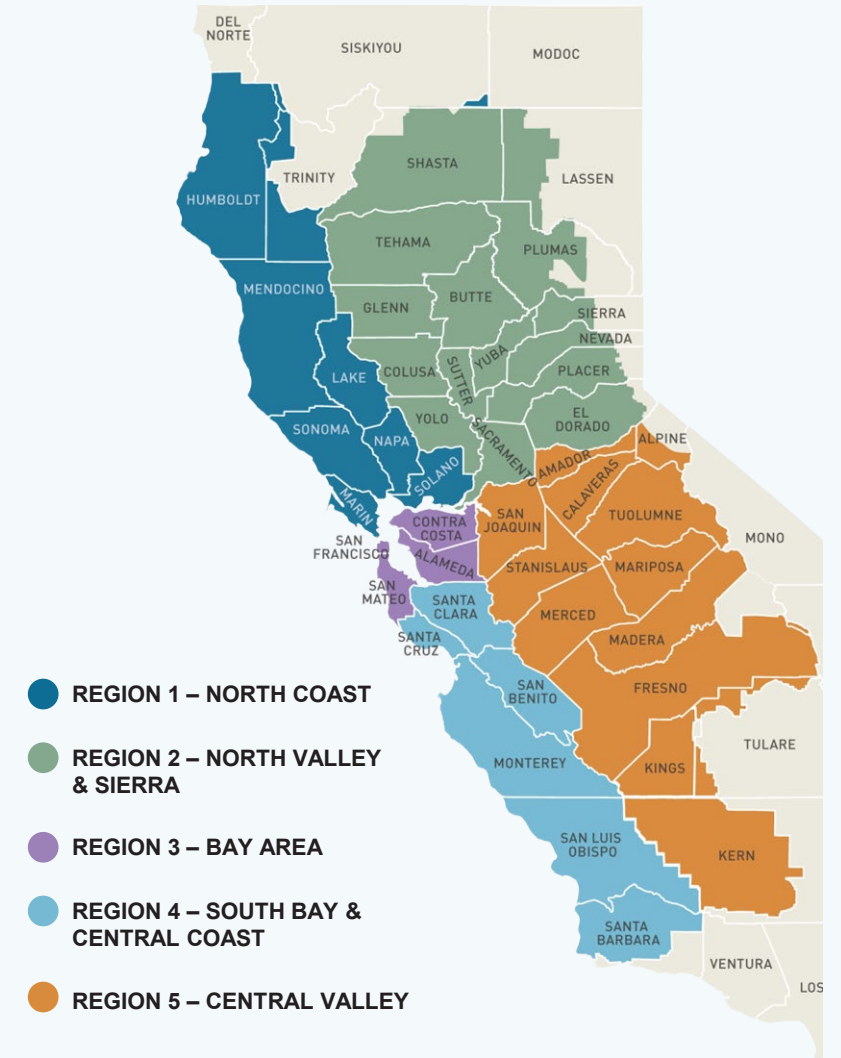 DEL
NORTE
SISKIYOU
MODOC
SHASTA
TRINITY
LASSEN
HUMBOLDT
TEHAMA
PLUMAS
MENDOCINO
BUTTE
GLENN
SIERRA
NEVADA
YUBA
LAKE
COLUSA
SUTTER
PLACER
YOLO
EL
DORADO
SONOMA
NAPA
SACRAMENTO
ALPINE
SOLANO
AMADOR
CALAVERAS
MARIN
CONTRA
COSTA
SAN
JOAQUIN
TUOLUMNE
SAN
FRANCISCO
MONO
ALAMEDA
STANISLAUS
MARIPOSA
SAN
MATEO
SANTA
CLARA
MERCED
SANTA
CRUZ
MADERA
SAN
BENITO
FRESNO
REGION 1 – NORTH COAST
REGION 2 – NORTH VALLEY
& SIERRA
TULARE
MONTEREY
KINGS
REGION 3 – BAY AREA
SAN LUIS
OBISPO
KERN
REGION 4 – SOUTH BAY &
CENTRAL COAST
SANTA
BARBARA
VENTURA
LOS
REGION 5 – CENTRAL VALLEY